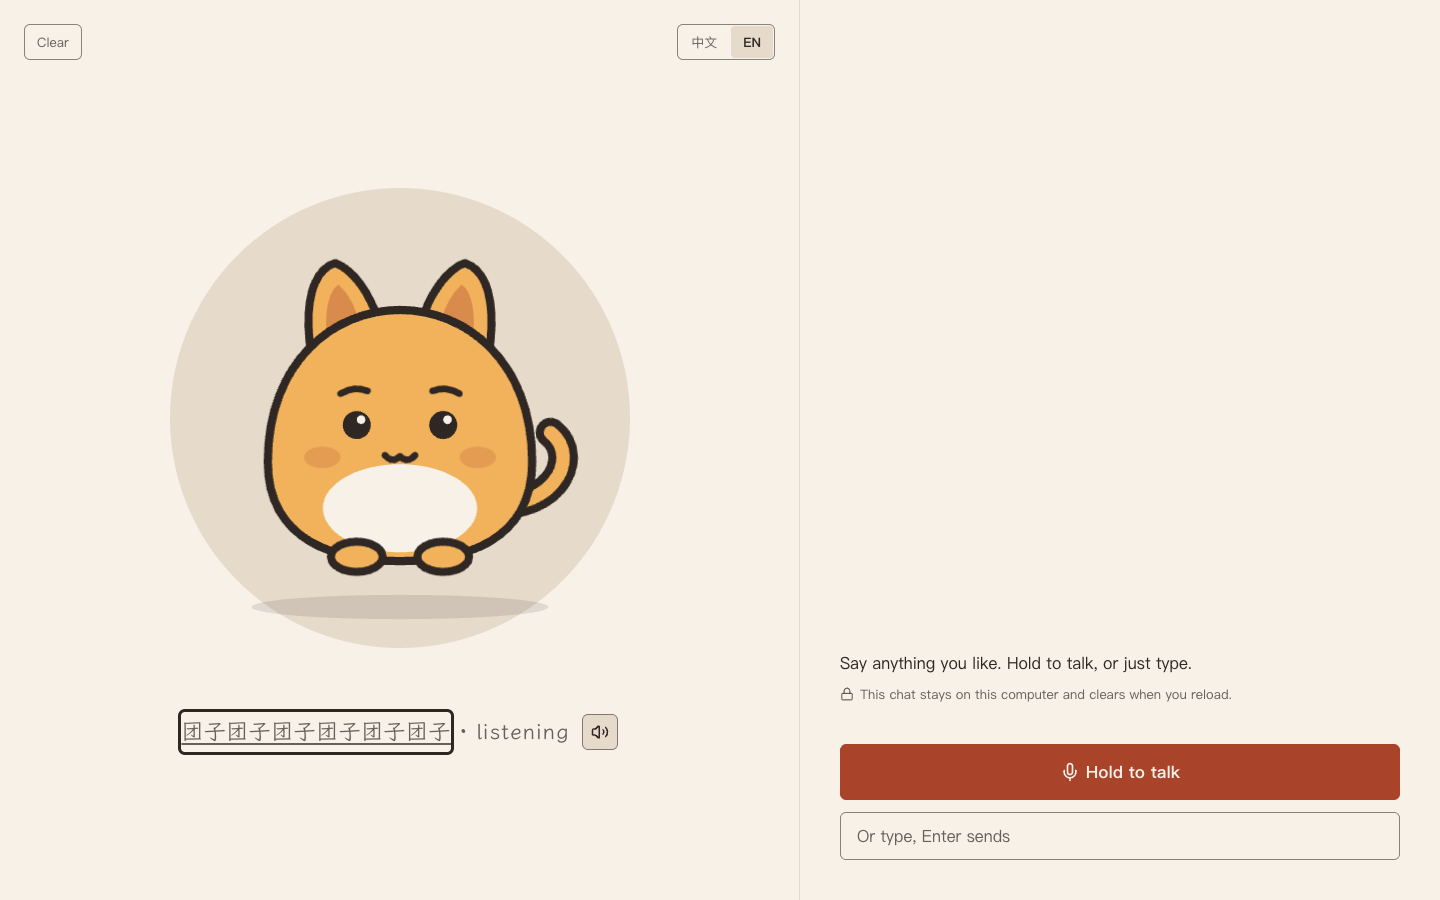 Clear
中文 EN
团子团子团子团子团子团子 · listening
Say anything you like. Hold to talk, or just type.
This chat stays on this computer and clears when you reload.
Hold to talk
Or type, Enter sends